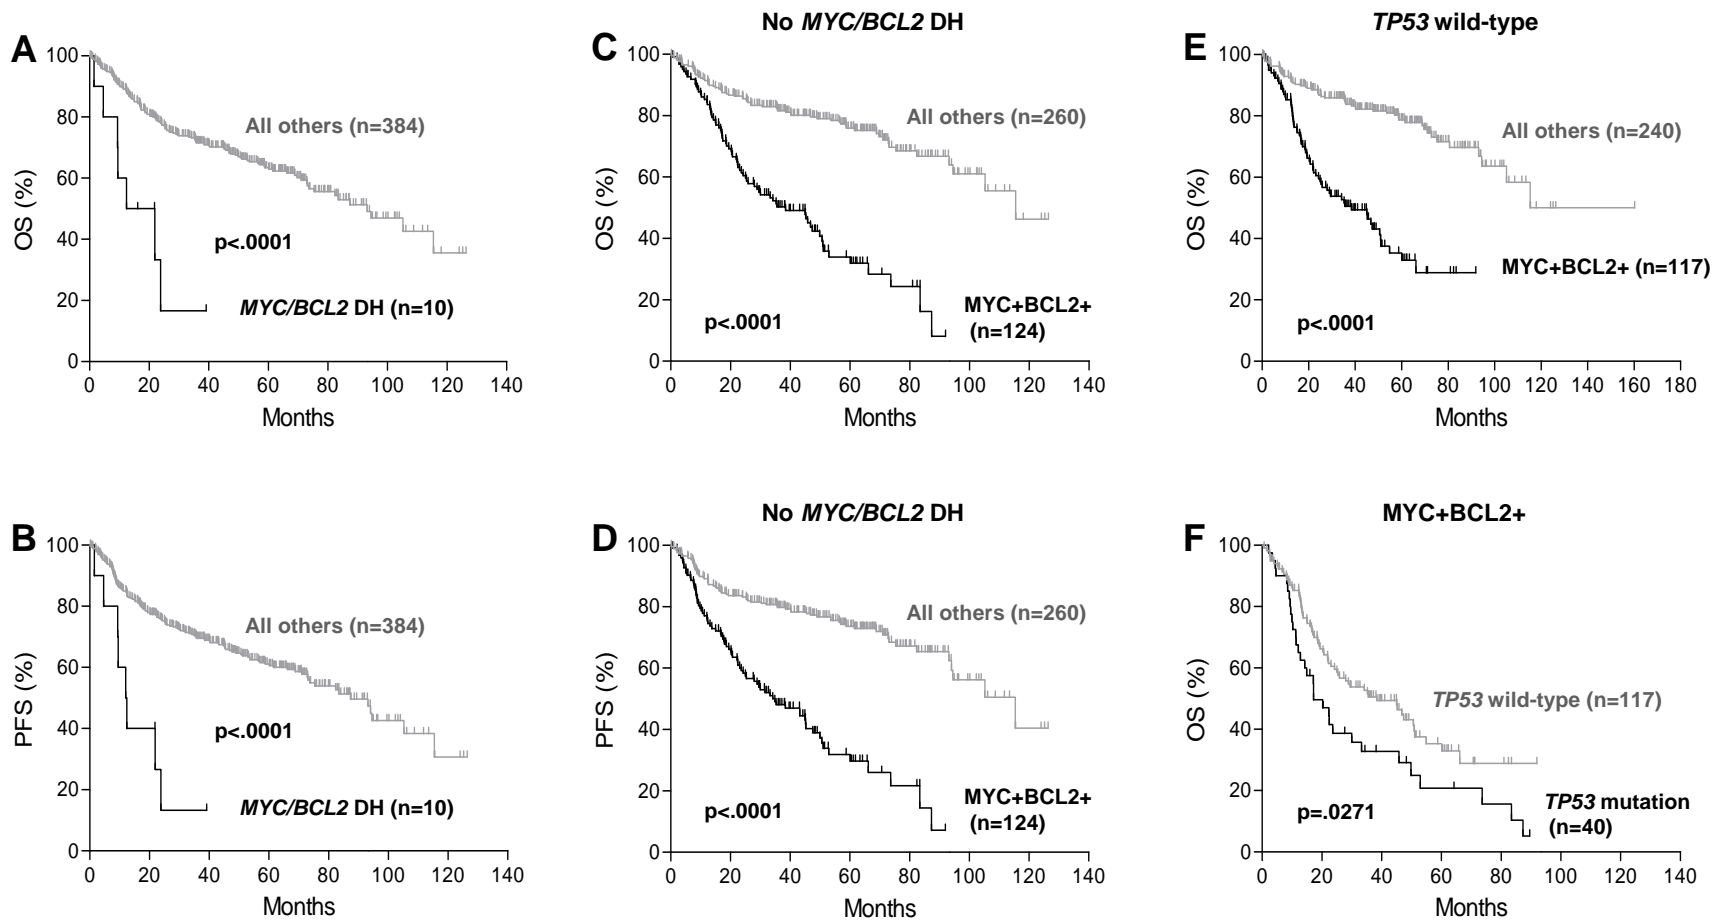 A
100
80
60
40
20
0
OS (%)
All others (n=384)
p<.0001
MYC/BCL2 DH (n=10)
0 20 40 60 80 100 120 140
Months
No MYC/BCL2 DH
C
100
80
60
40
20
0
OS (%)
All others (n=260)
p<.0001
MYC+BCL2+
(n=124)
0 20 40 60 80 100 120 140
Months
TP53 wild-type
E
100
80
60
40
20
0
OS (%)
All others (n=240)
MYC+BCL2+ (n=117)
p<.0001
0 20 40 60 80 100 120 140 160 180
Months
B
100
80
60
40
20
0
PFS (%)
All others (n=384)
p<.0001
MYC/BCL2 DH (n=10)
0 20 40 60 80 100 120 140
Months
No MYC/BCL2 DH
D
100
80
60
40
20
0
PFS (%)
All others (n=260)
p<.0001
MYC+BCL2+
(n=124)
0 20 40 60 80 100 120 140
Months
MYC+BCL2+
F
100
80
60
40
20
0
OS (%)
TP53 wild-type (n=117)
p=.0271
TP53 mutation
(n=40)
0 20 40 60 80 100 120 140
Months